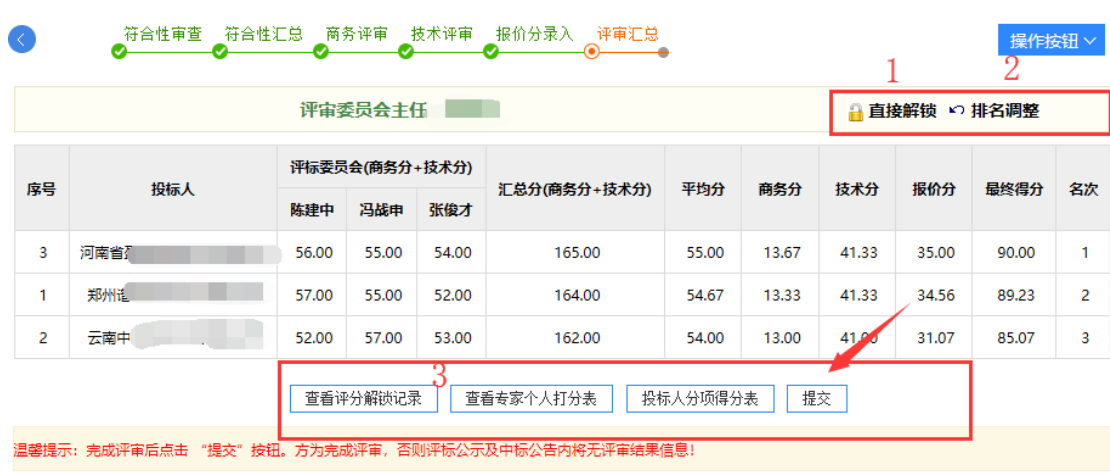 符合性审查 符合性汇总 商务评审 技术评审 报价分录入 评审汇总
操作按钮
1 2
评审委员会主任 直接解锁 排名调整
序号 投标人 评标委员会(商务分+技术分) 汇总分(商务分+技术分) 平均分 商务分 技术分 报价分 最终得分 名次
陈建中 冯战申 张俊才
3 河南省 56.00 55.00 54.00 165.00 55.00 13.67 41.33 35.00 90.00 1
1 郑州 57.00 55.00 52.00 164.00 54.67 13.33 41.33 34.56 89.23 2
2 云南中 52.00 57.00 53.00 162.00 54.00 13.00 41.00 31.07 85.07 3
3
查看评分解锁记录 查看专家个人打分表 投标人分项得分表 提交
温馨提示：完成评审后点击 “提交” 按钮。方为完成评审，否则评标公示及中标公告内将无评审结果信息！